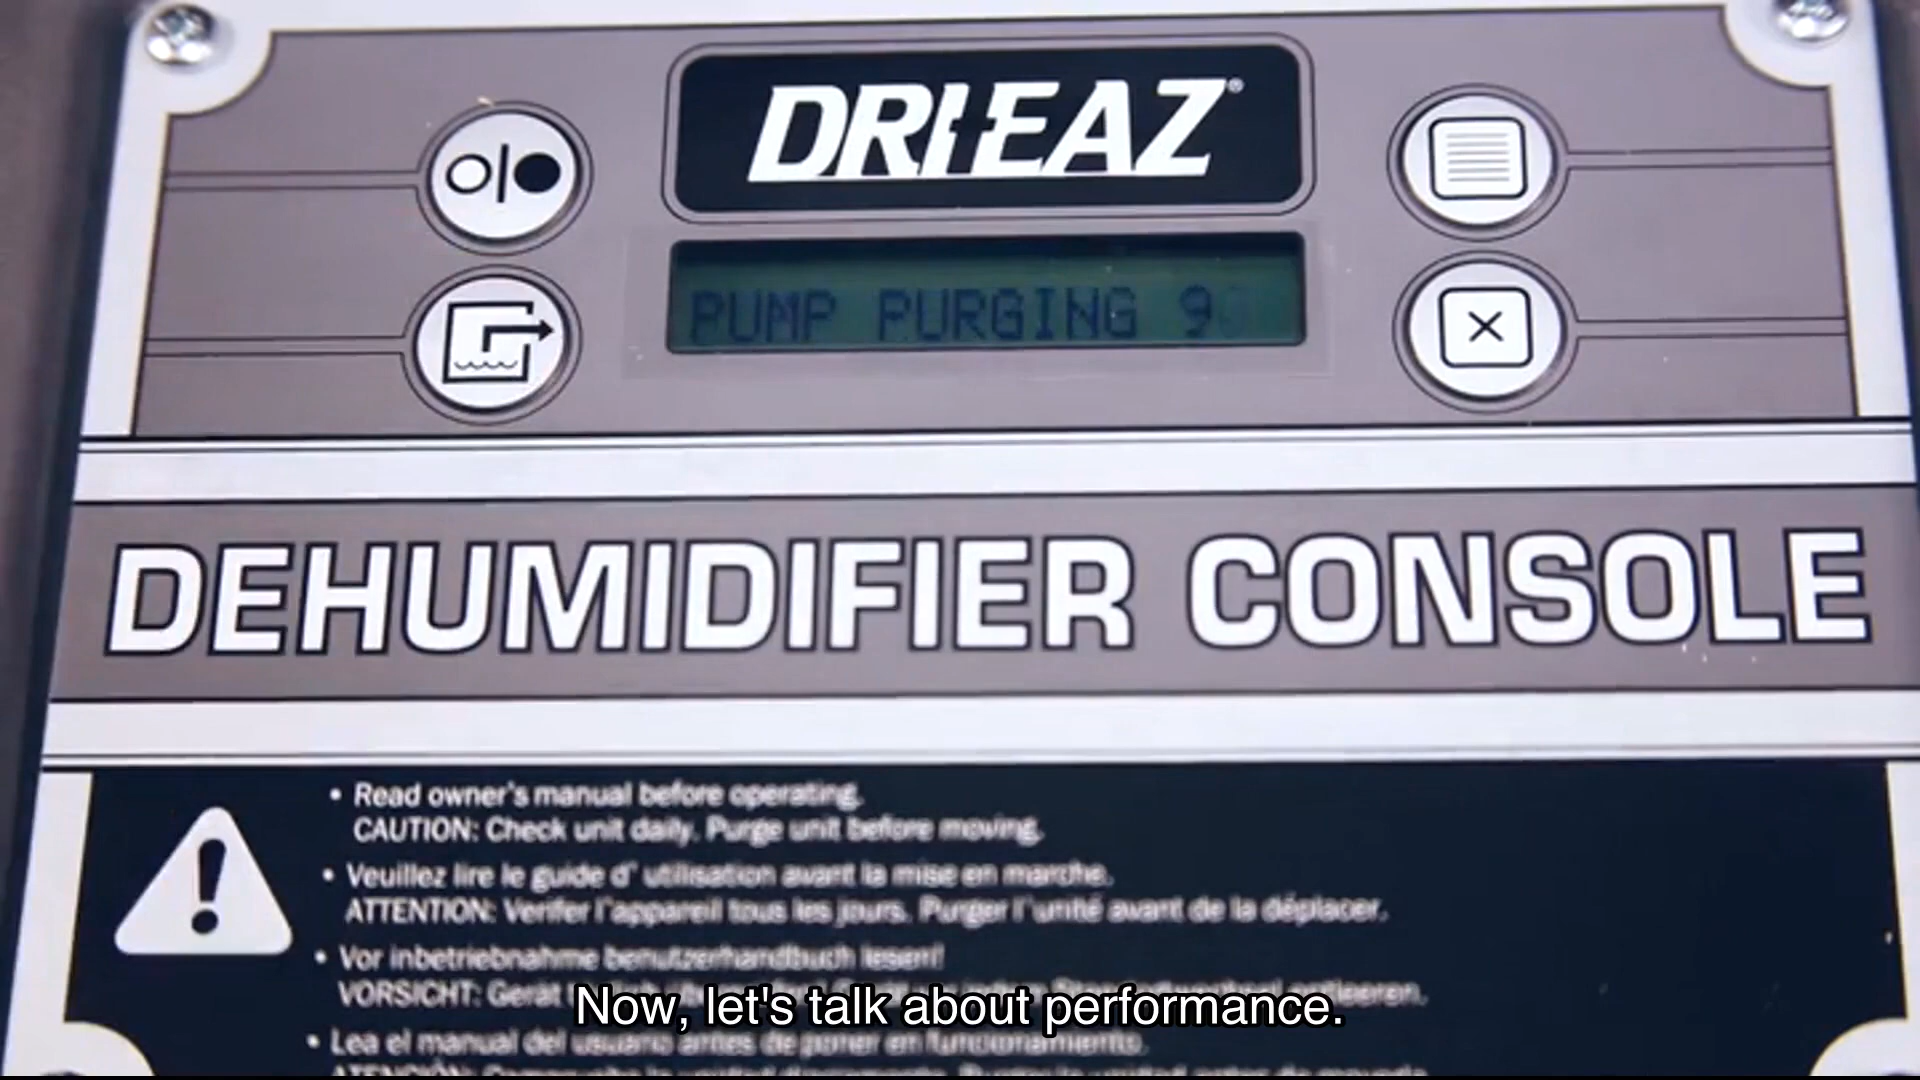 DRI-EAZ®
PUMP PURGING 9
DEHUMIDIFIER CONSOLE
• Read owner's manual before operating.
CAUTION: Check unit daily. Purge unit before moving.
• Veuillez lire le guide d' utilisation avant la mise en marche.
ATTENTION: Verifer l'appareil tous les jours. Purger l'unité avant de la déplacer.
• Vor inbetriebnahme benutzerhandbuch lesen!
VORSICHT: Gerät
Now, let's talk about performance.
• Lea el manual del usuario antes de poner en funcionamiento.